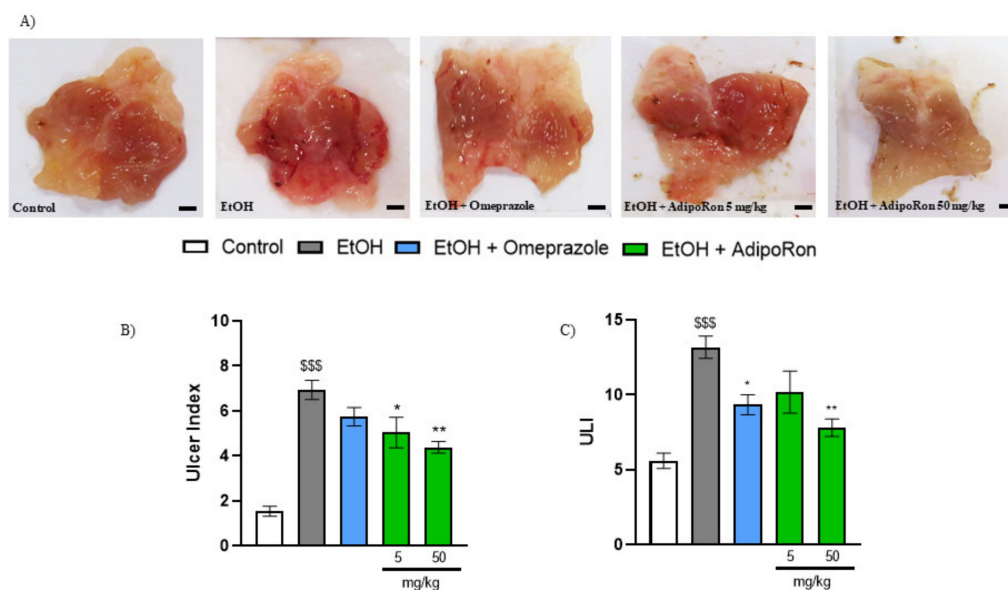 A)
Control
EtOH
EtOH + Omeprazole
EtOH + AdipoRon 5 mg/kg
EtOH + AdipoRon 50 mg/kg
Control EtOH EtOH + Omeprazole EtOH + AdipoRon
B)
Ulcer Index
10
8
6
4
2
0
$$$
*
**
5 50
mg/kg
C)
ULI
15
10
5
0
$$$
*
**
5 50
mg/kg